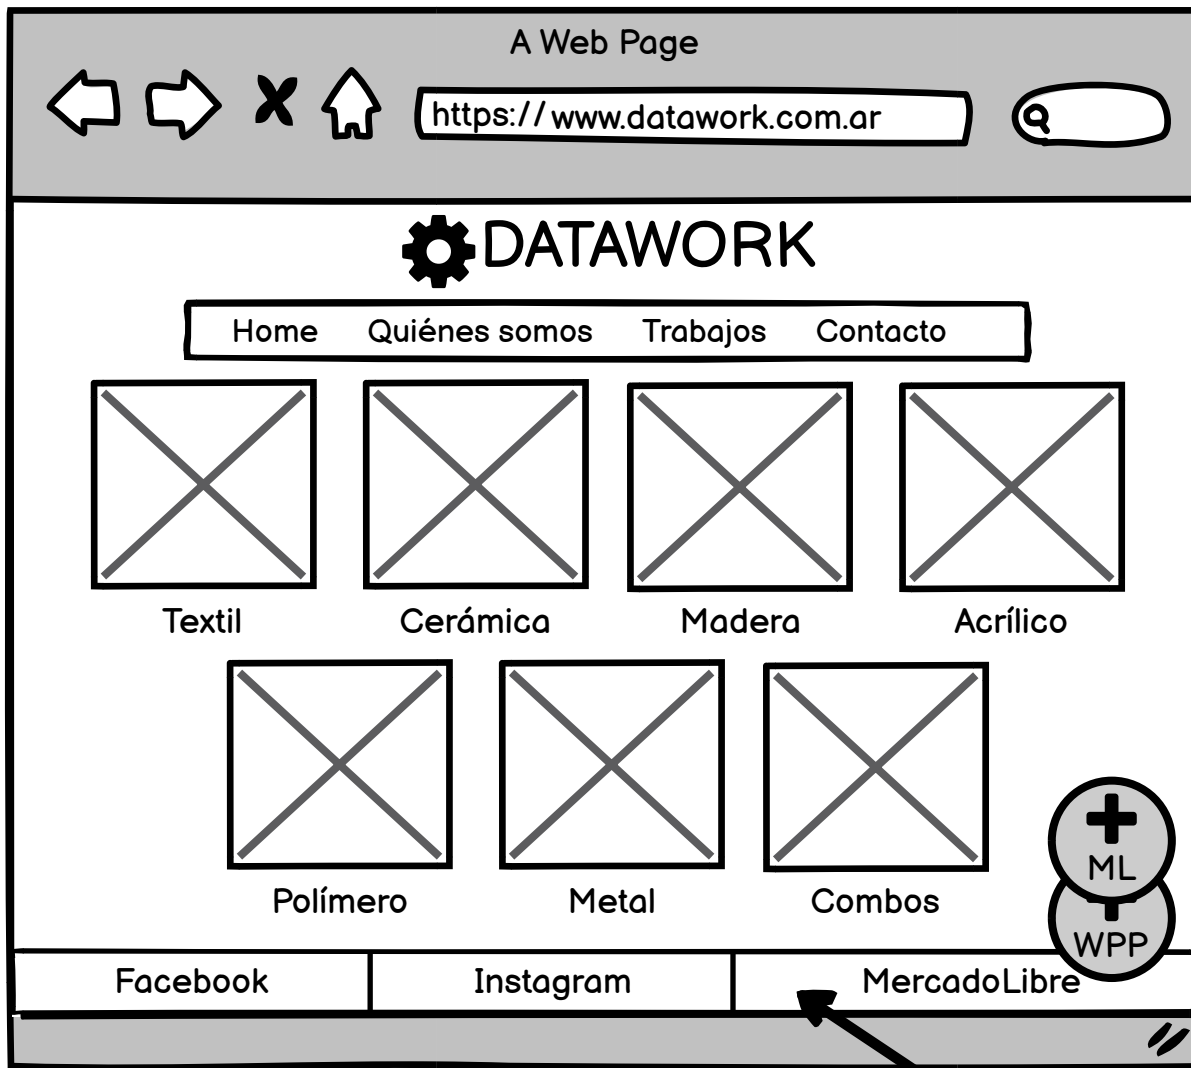 A Web Page
https:// www.datawork.com.ar
DATAWORK
Home Quiénes somos Trabajos Contacto
Textil Cerámica Madera Acrílico
Polímero Metal Combos
ML
WPP
Facebook Instagram MercadoLibre